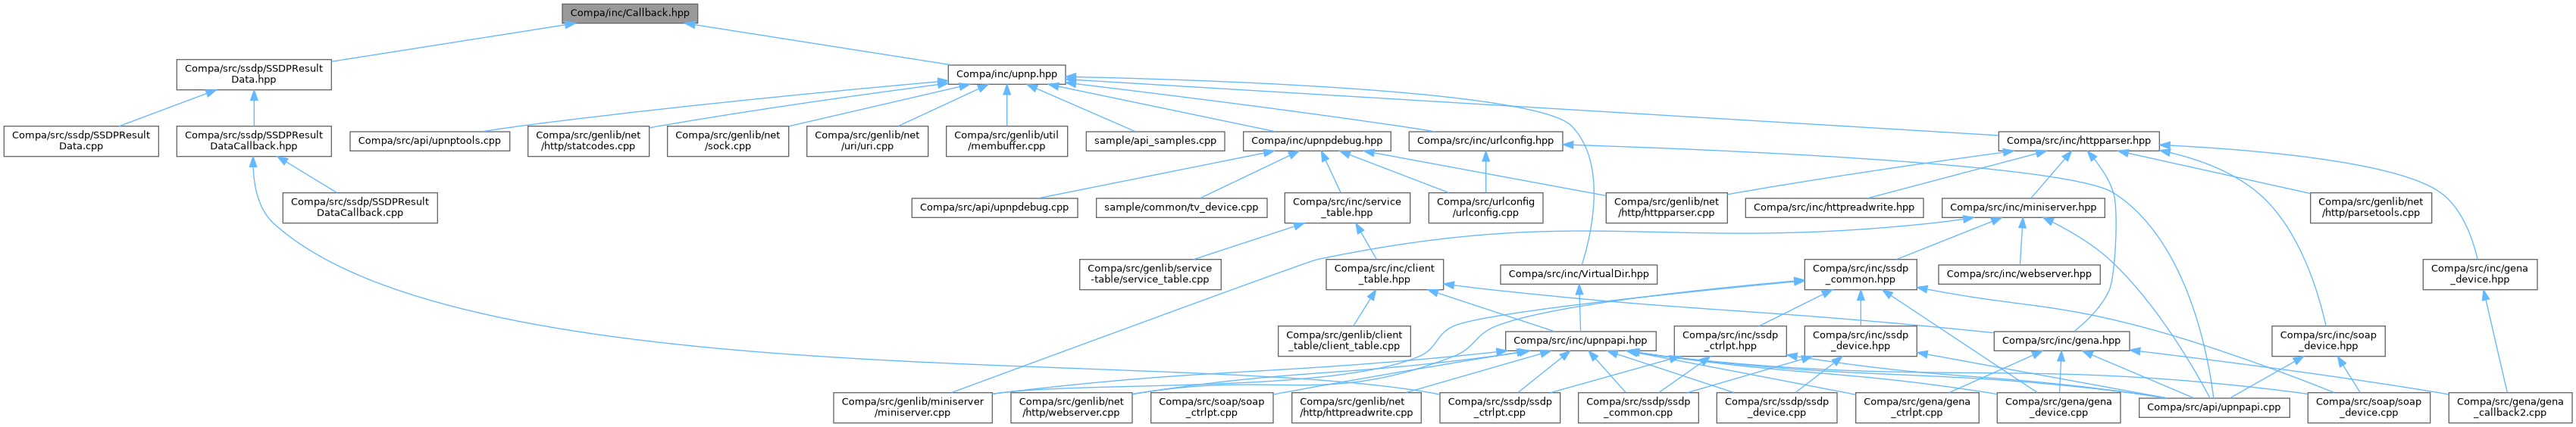 Compa/inc/Callback.hpp
Compa/src/ssdp/SSDPResult
Data.hpp
Compa/inc/upnp.hpp
Compa/src/ssdp/SSDPResult
Data.cpp
Compa/src/ssdp/SSDPResult
DataCallback.hpp
Compa/src/api/upnptools.cpp
Compa/src/genlib/net
/http/statcodes.cpp
Compa/src/genlib/net
/sock.cpp
Compa/src/genlib/net
/uri/uri.cpp
Compa/src/genlib/util
/membuffer.cpp
sample/api_samples.cpp
Compa/inc/upnpdebug.hpp
Compa/src/inc/urlconfig.hpp
Compa/src/inc/httpparser.hpp
Compa/src/ssdp/SSDPResult
DataCallback.cpp
Compa/src/api/upnpdebug.cpp
sample/common/tv_device.cpp
Compa/src/inc/service
_table.hpp
Compa/src/urlconfig
/urlconfig.cpp
Compa/src/genlib/net
/http/httpparser.cpp
Compa/src/inc/httpreadwrite.hpp
Compa/src/inc/miniserver.hpp
Compa/src/genlib/net
/http/parsetools.cpp
Compa/src/genlib/service
-table/service_table.cpp
Compa/src/inc/client
_table.hpp
Compa/src/inc/VirtualDir.hpp
Compa/src/inc/ssdp
_common.hpp
Compa/src/inc/webserver.hpp
Compa/src/inc/gena
_device.hpp
Compa/src/genlib/client
_table/client_table.cpp
Compa/src/inc/upnpapi.hpp
Compa/src/inc/ssdp
_ctrlpt.hpp
Compa/src/inc/ssdp
_device.hpp
Compa/src/inc/gena.hpp
Compa/src/inc/soap
_device.hpp
Compa/src/genlib/miniserver
/miniserver.cpp
Compa/src/genlib/net
/http/webserver.cpp
Compa/src/soap/soap
_ctrlpt.cpp
Compa/src/genlib/net
/http/httpreadwrite.cpp
Compa/src/ssdp/ssdp
_ctrlpt.cpp
Compa/src/ssdp/ssdp
_common.cpp
Compa/src/ssdp/ssdp
_device.cpp
Compa/src/gena/gena
_ctrlpt.cpp
Compa/src/gena/gena
_device.cpp
Compa/src/api/upnpapi.cpp
Compa/src/soap/soap
_device.cpp
Compa/src/gena/gena
_callback2.cpp